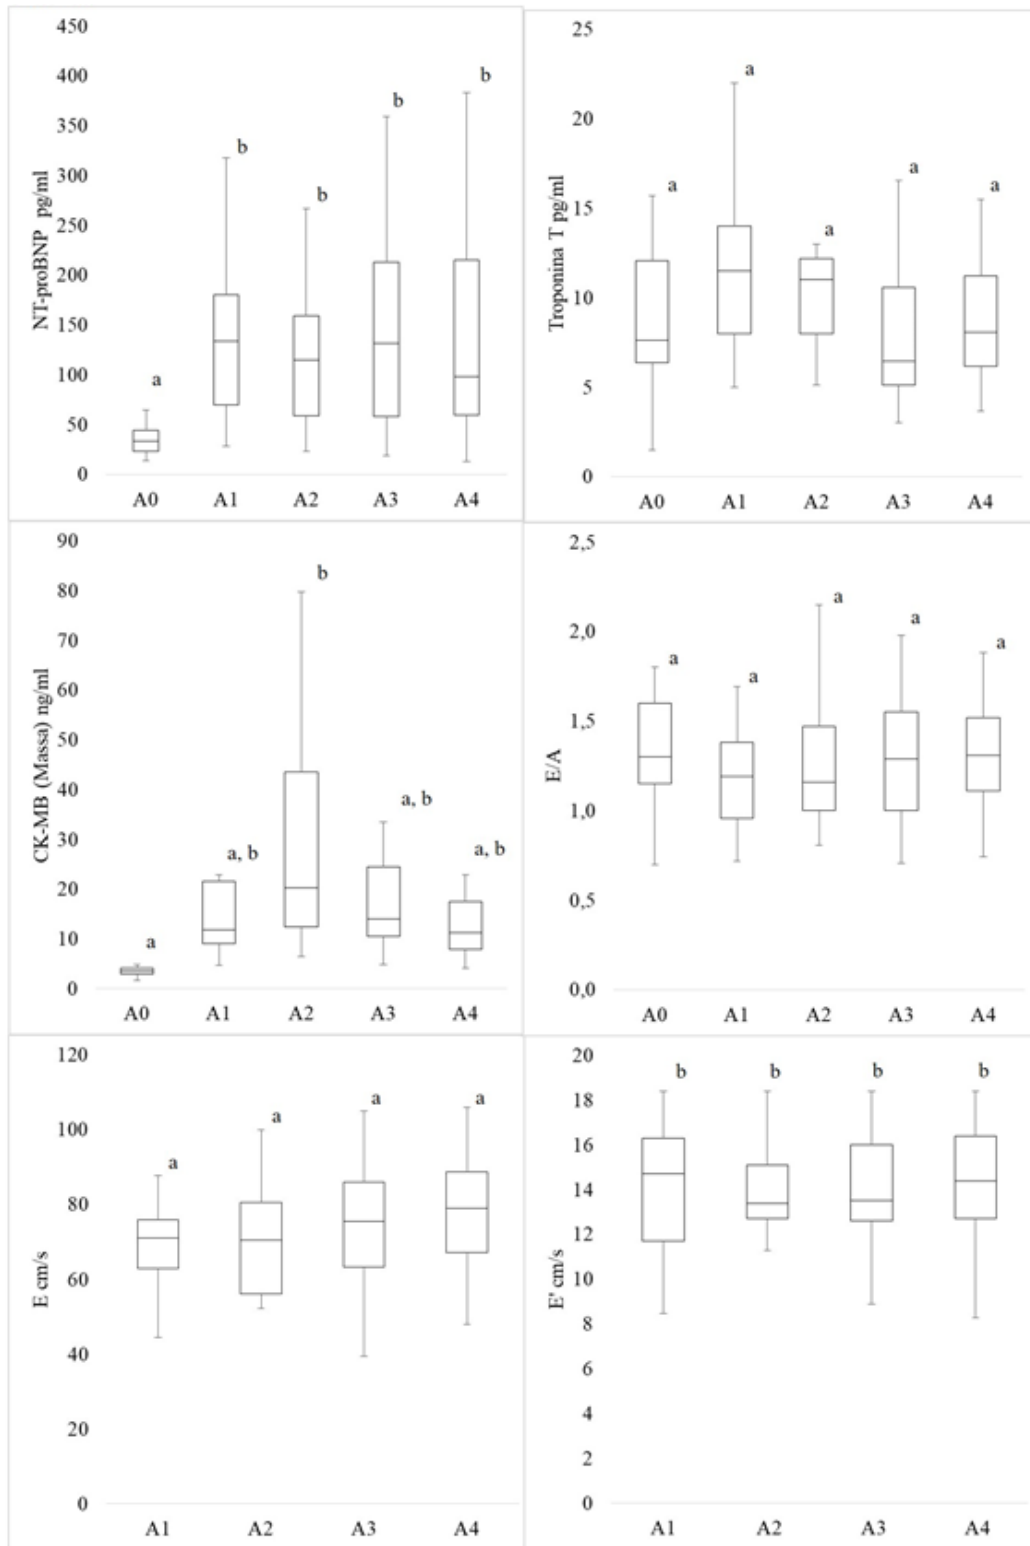 450
400
350
300
250
200
150
100
50
0
NT-proBNP pg/ml
a
b
b
b
b
A0 A1 A2 A3 A4
25
20
15
10
5
0
Troponina T pg/ml
a
a
a
a
a
A0 A1 A2 A3 A4
90
80
70
60
50
40
30
20
10
0
CK-MB (Massa) ng/ml
a
a, b
b
a, b
a, b
A0 A1 A2 A3 A4
2,5
2,0
1,5
1,0
0,5
0,0
E/A
a
a
a
a
a
A0 A1 A2 A3 A4
120
100
80
60
40
20
0
E cm/s
a
a
a
a
A1 A2 A3 A4
20
18
16
14
12
10
8
6
4
2
0
E' cm/s
b
b
b
b
A1 A2 A3 A4